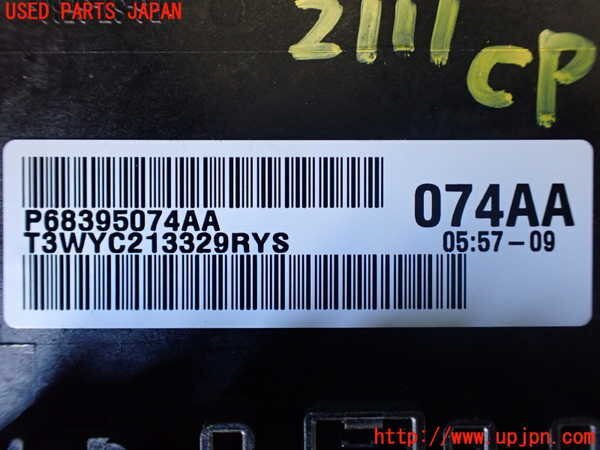 USED PARTS JAPAN
2111
CP
P68395074AA
T3WYC213329RYS
074AA
05:57-09
http://www.upjpn.com/